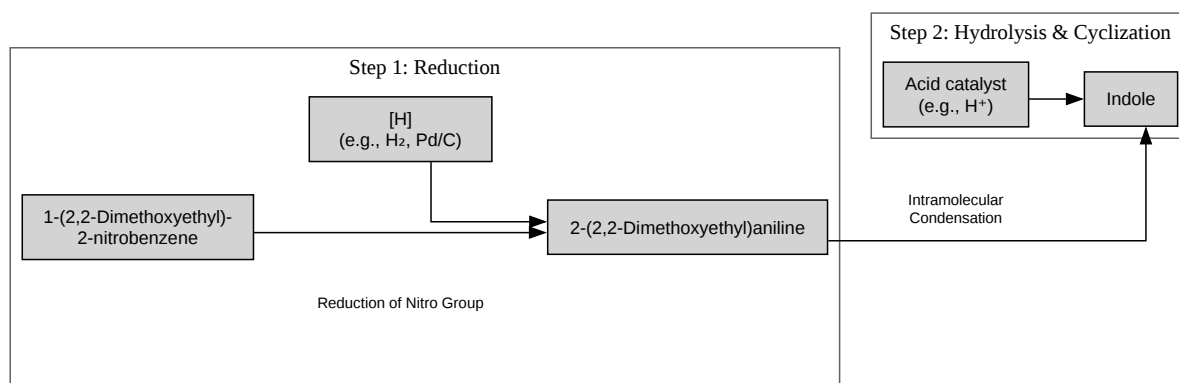 Step 1: Reduction
[H]
(e.g., H₂, Pd/C)
1-(2,2-Dimethoxyethyl)-
2-nitrobenzene
2-(2,2-Dimethoxyethyl)aniline
Reduction of Nitro Group
Step 2: Hydrolysis & Cyclization
Acid catalyst
(e.g., H⁺)
Indole
Intramolecular
Condensation